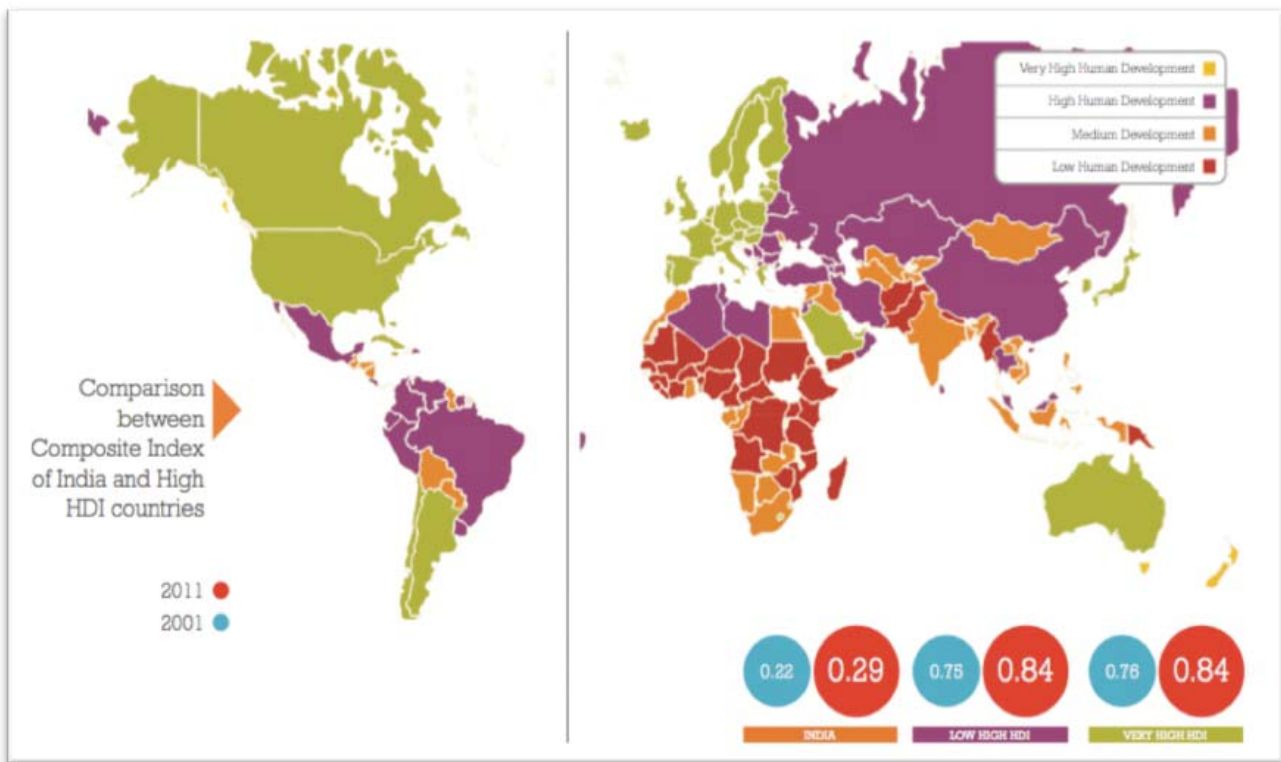 Very High Human Development
High Human Development
Medium Development
Low Human Development
Comparison
between
Composite Index
of India and High
HDI countries
2011
2001
0.22 0.29 0.75 0.84 0.76 0.84
INDIA LOW HIGH HDI VERY HIGH HDI